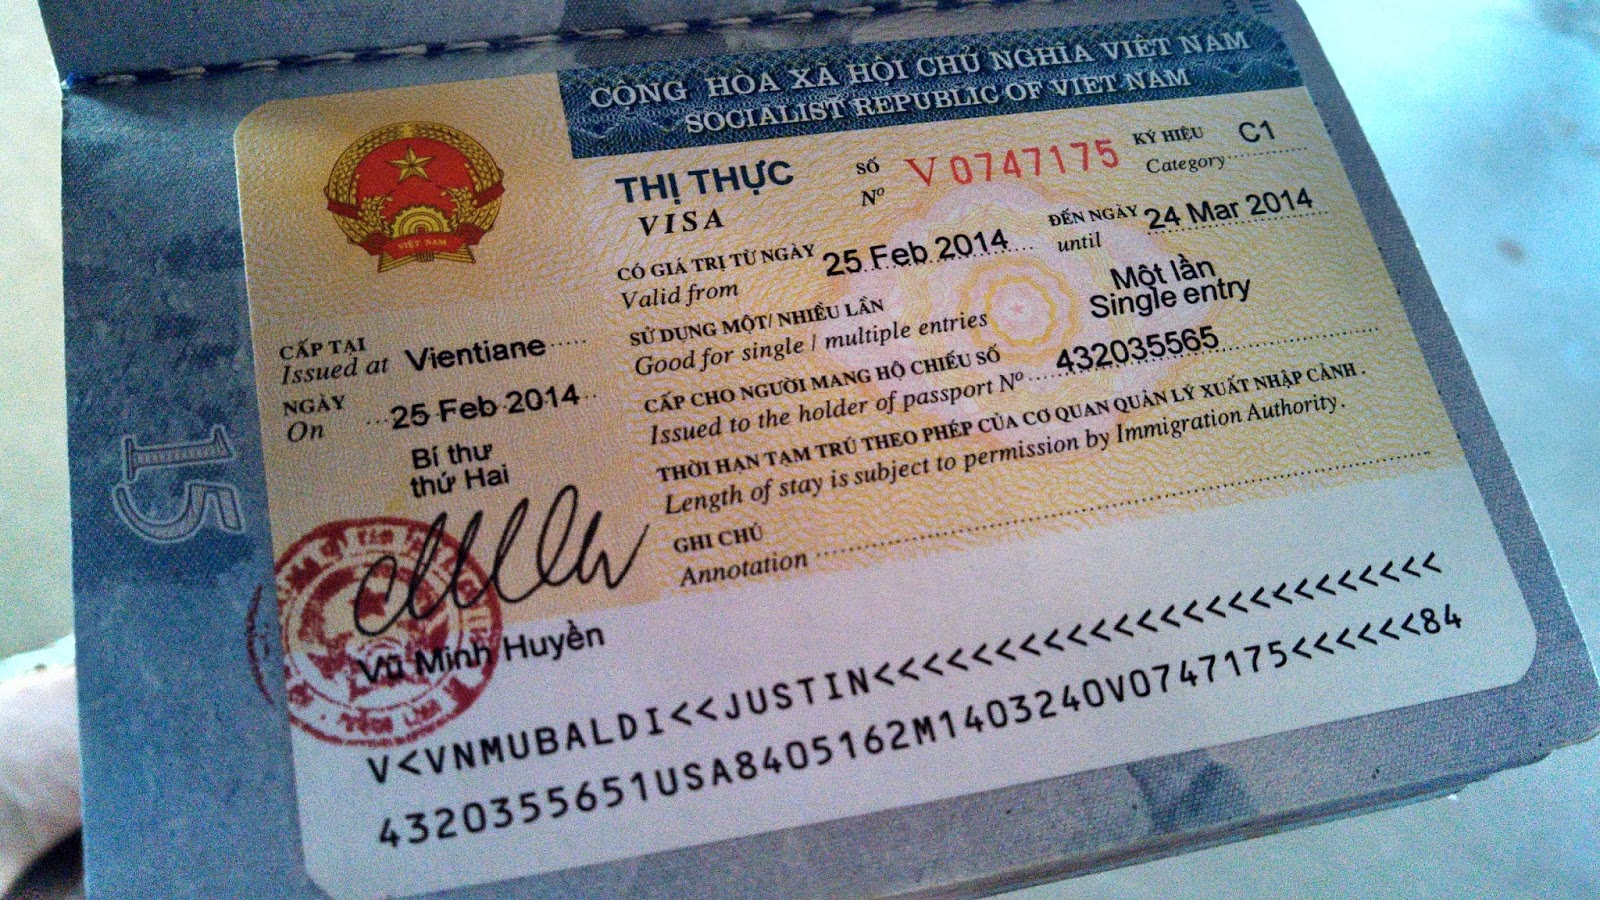 CỘNG HÒA XÃ HỘI CHỦ NGHĨA VIỆT NAM
SOCIALIST REPUBLIC OF VIET NAM
VIỆT NAM
THỊ THỰC
VISA
SỐ
Nº
V0747175
KÝ HIỆU
Category
C1
CÓ GIÁ TRỊ TỪ NGÀY
Valid from
25 Feb 2014
ĐẾN NGÀY
until
24 Mar 2014
SỬ DỤNG MỘT/ NHIỀU LẦN
Good for single / multiple entries
Một lần
Single entry
CẤP CHO NGƯỜI MANG HỘ CHIẾU SỐ
Issued to the holder of passport Nº
432035565
THỜI HẠN TẠM TRÚ THEO PHÉP CỦA CƠ QUAN QUẢN LÝ XUẤT NHẬP CẢNH.
Length of stay is subject to permission by Immigration Authority.
GHI CHÚ
Annotation
CẤP TẠI
Issued at
Vientiane
NGÀY
On
25 Feb 2014
Bí thư
thứ Hai
Vũ Minh Huyền
15
V<VNMUBALDI<<JUSTIN<<<<<<<<<<<<<<<<<<<<<<<<<
4320355651USA8405162M1403240V0747175<<<<<<84